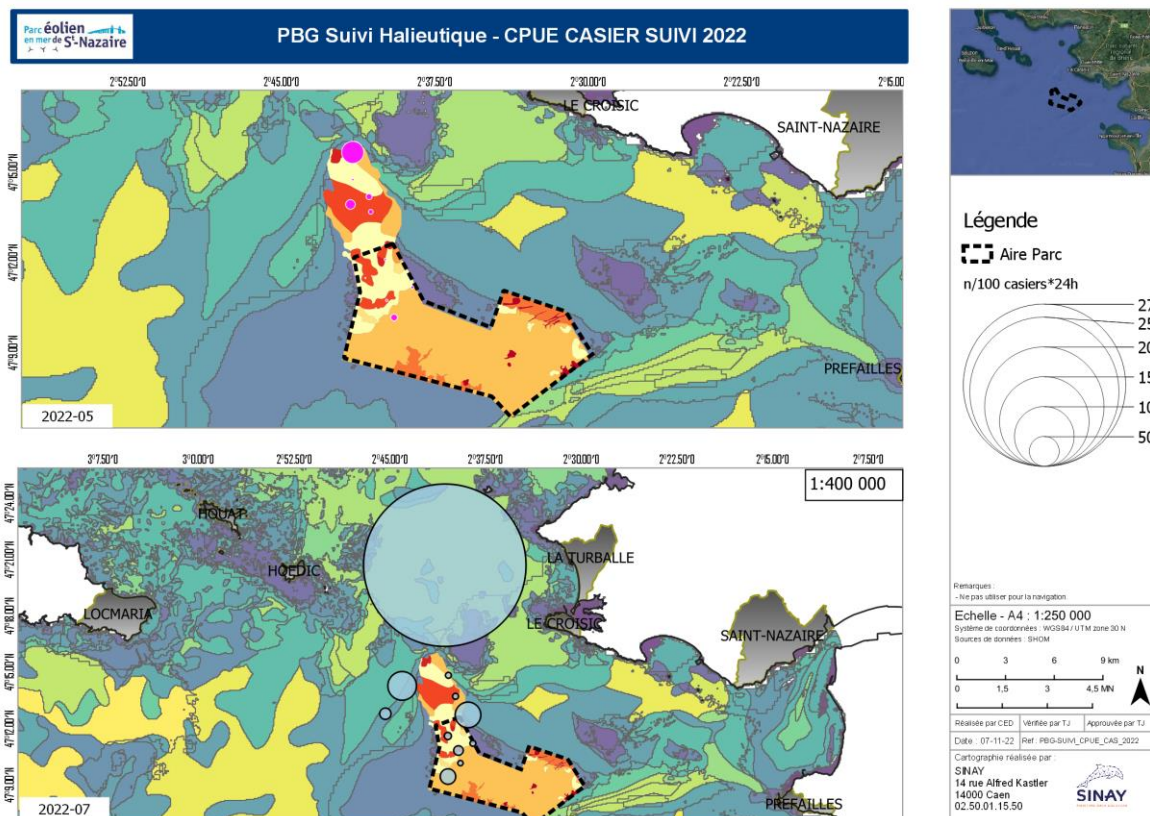 Parc éolien
en mer de St-Nazaire
PBG Suivi Halieutique - CPUE CASIER SUIVI 2022
2°52.50'0 2°45.00'0 2°37.50'0 2°30.00'0 2°22.50'0 2°15.00
47°15.00'N
47°12.00'N
47°9.00'N
LE CROISIC
SAINT-NAZAIRE
PREFAILLES
2022-05
3°7.50'0 3°0.00'0 2°52.50'0 2°45.00'0 2°37.50'0 2°30.00'0 2°22.50'0 2°15.00'0 2°7.50'0
47°24.00'N
47°21.00'N
47°18.00'N
47°15.00'N
47°12.00'N
47°9.00'N
1:400 000
HOUAT
HOEDIC
LOCMARIA
LA TURBALLE
LE CROISIC
SAINT-NAZAIRE
PREFAILLES
2022-07
Légende
Aire Parc
n/100 casiers*24h
27
25
20
15
10
50
Remarques :
- Ne pas utiliser pour la navigation.
Echelle - A4 : 1:250 000
Système de coordonnées : WGS84 / UTM zone 30 N
Sources de données : SHOM
0 3 6 9 km
0 1,5 3 4,5 MN
N
Réalisée par CED Vérifiée par TJ Approuvée par TJ
Date : 07-11-22 Ref : PBG-SUIVI_CPUE_CAS_2022
Cartographie réalisée par :
SINAY
14 rue Alfred Kastler
14000 Caen
02.50.01.15.50
SINAY